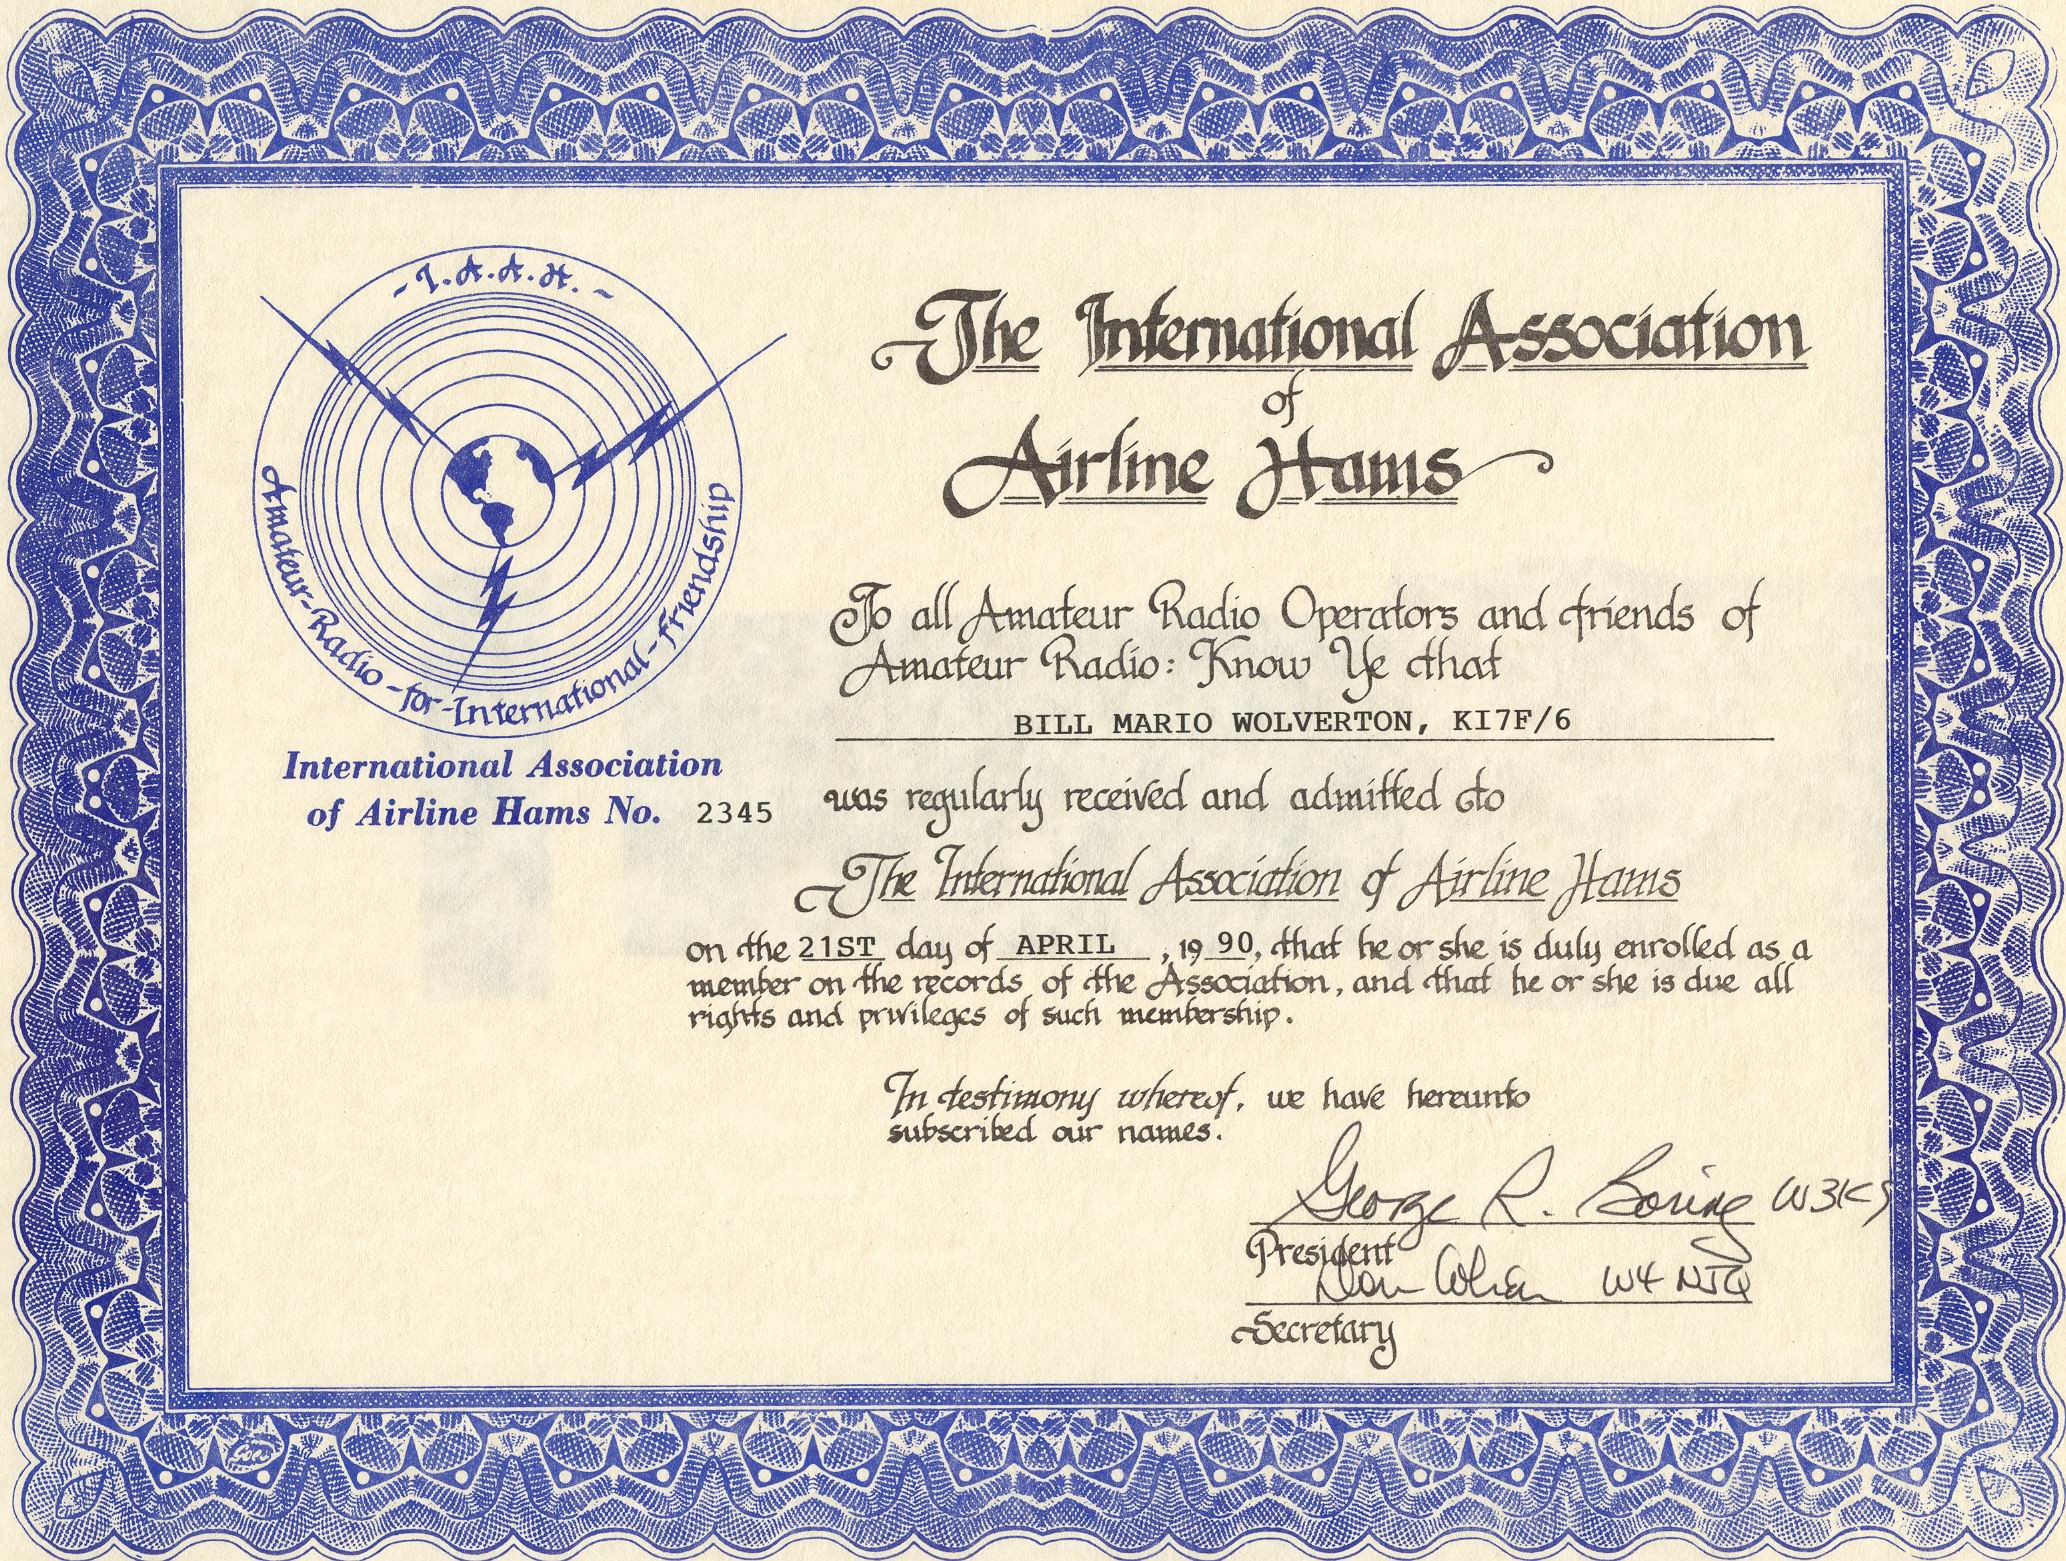 - I.A.A.H. -
Amateur-Radio-for-International-Friendship
International Association
of Airline Hams No. 2345
The International Association
of
Airline Hams
To all Amateur Radio Operators and friends of
Amateur Radio: Know Ye that
BILL MARIO WOLVERTON, KI7F/6
was regularly received and admitted to
The International Association of Airline Hams
on the 21ST day of APRIL , 19 90, that he or she is duly enrolled as a
member on the records of the Association, and that he or she is due all
rights and privileges of such membership.
In testimony whereof, we have hereunto
subscribed our names.
George R. Boring W3KS
President
Don W4
Secretary